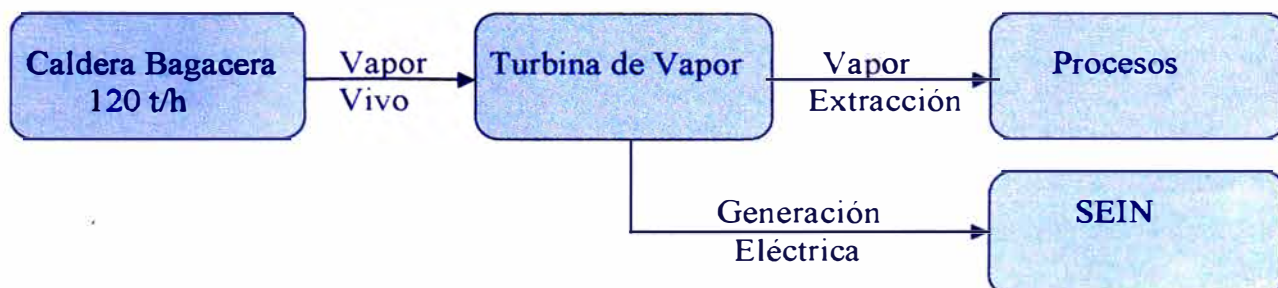 Caldera Bagacera
120 t/h
Vapor
Vivo
Turbina de Vapor
Vapor
Extracción
Procesos
Generación
Eléctrica
SEIN